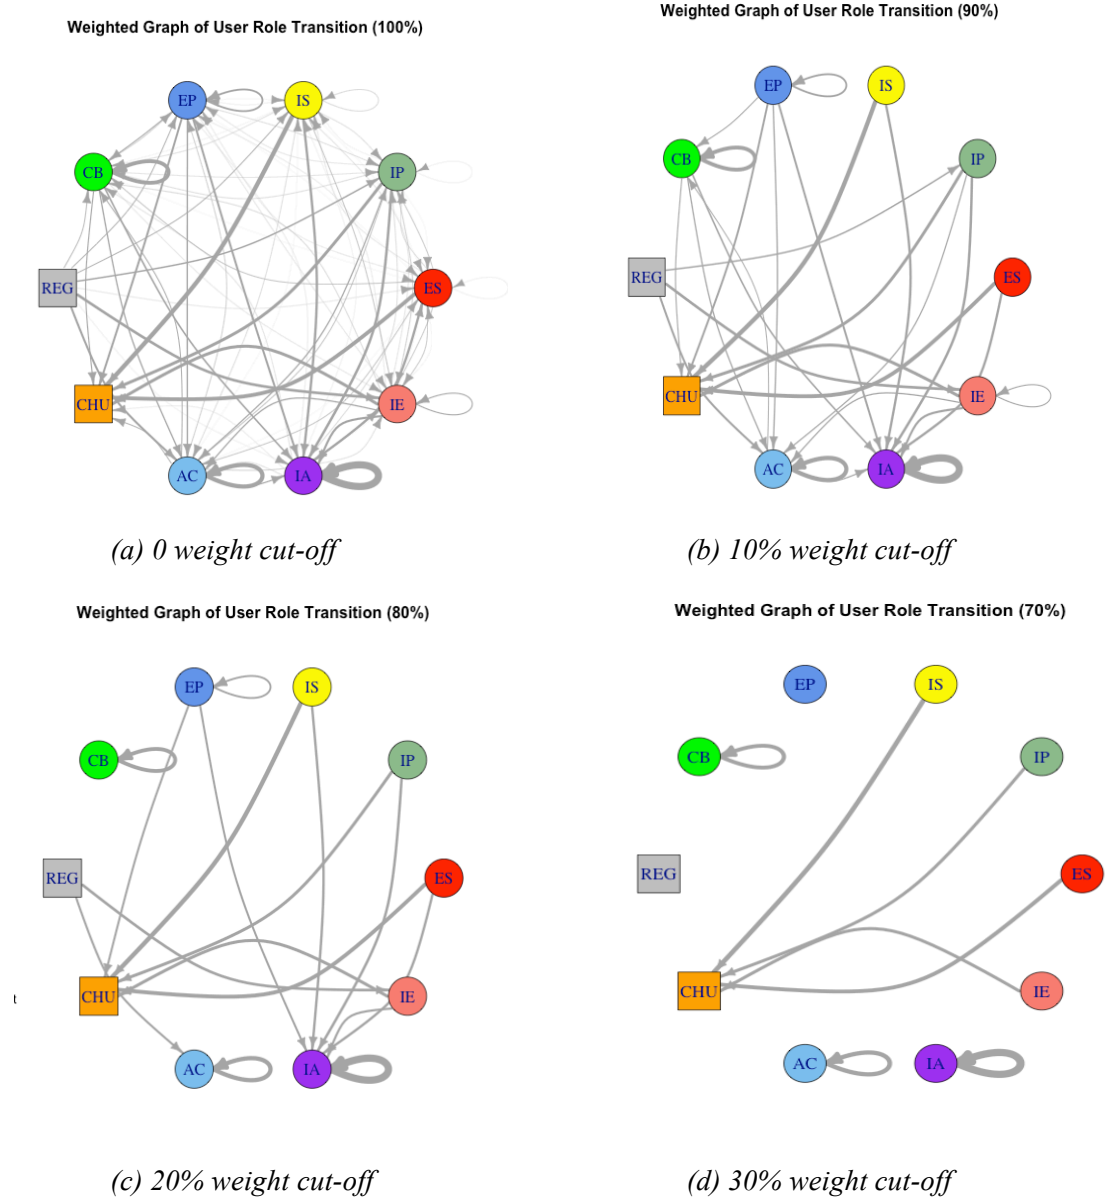 Weighted Graph of User Role Transition (100%)
EP
IS
CB
IP
REG
ES
CHU
IE
AC
IA
(a) 0 weight cut-off
Weighted Graph of User Role Transition (90%)
EP
IS
CB
IP
REG
ES
CHU
IE
AC
IA
(b) 10% weight cut-off
Weighted Graph of User Role Transition (80%)
EP
IS
CB
IP
REG
ES
CHU
IE
AC
IA
t
(c) 20% weight cut-off
Weighted Graph of User Role Transition (70%)
EP
IS
CB
IP
REG
ES
CHU
IE
AC
IA
(d) 30% weight cut-off